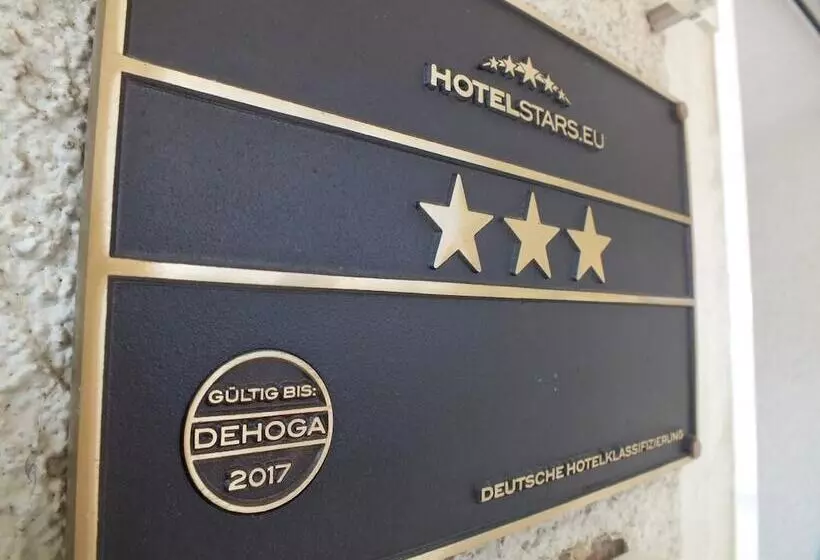 HOTELSTARS.EU
GÜLTIG BIS:
DEHOGA
2017
DEUTSCHE HOTELKLASSIFIZIERUNG